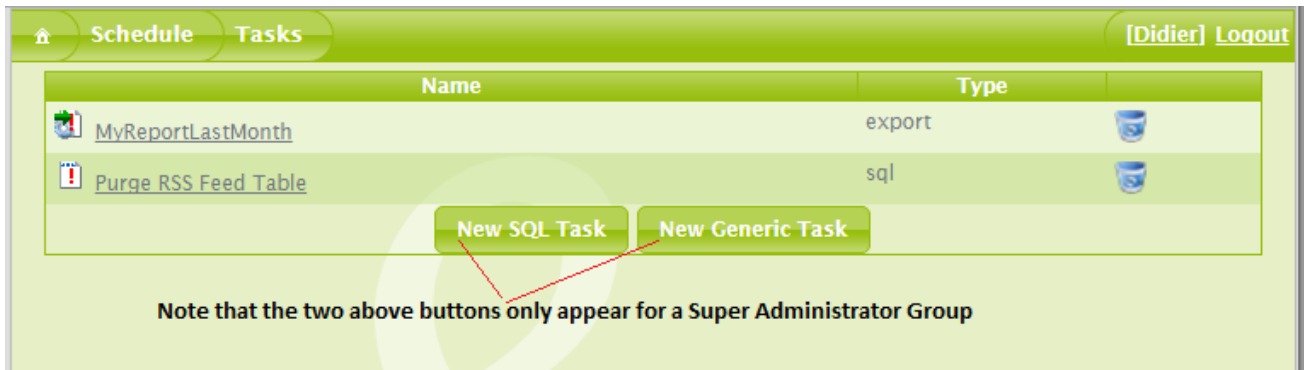 Schedule Tasks [Didier] Logout
Name Type
MyReportLastMonth export
Purge RSS Feed Table sql
New SQL Task New Generic Task
Note that the two above buttons only appear for a Super Administrator Group